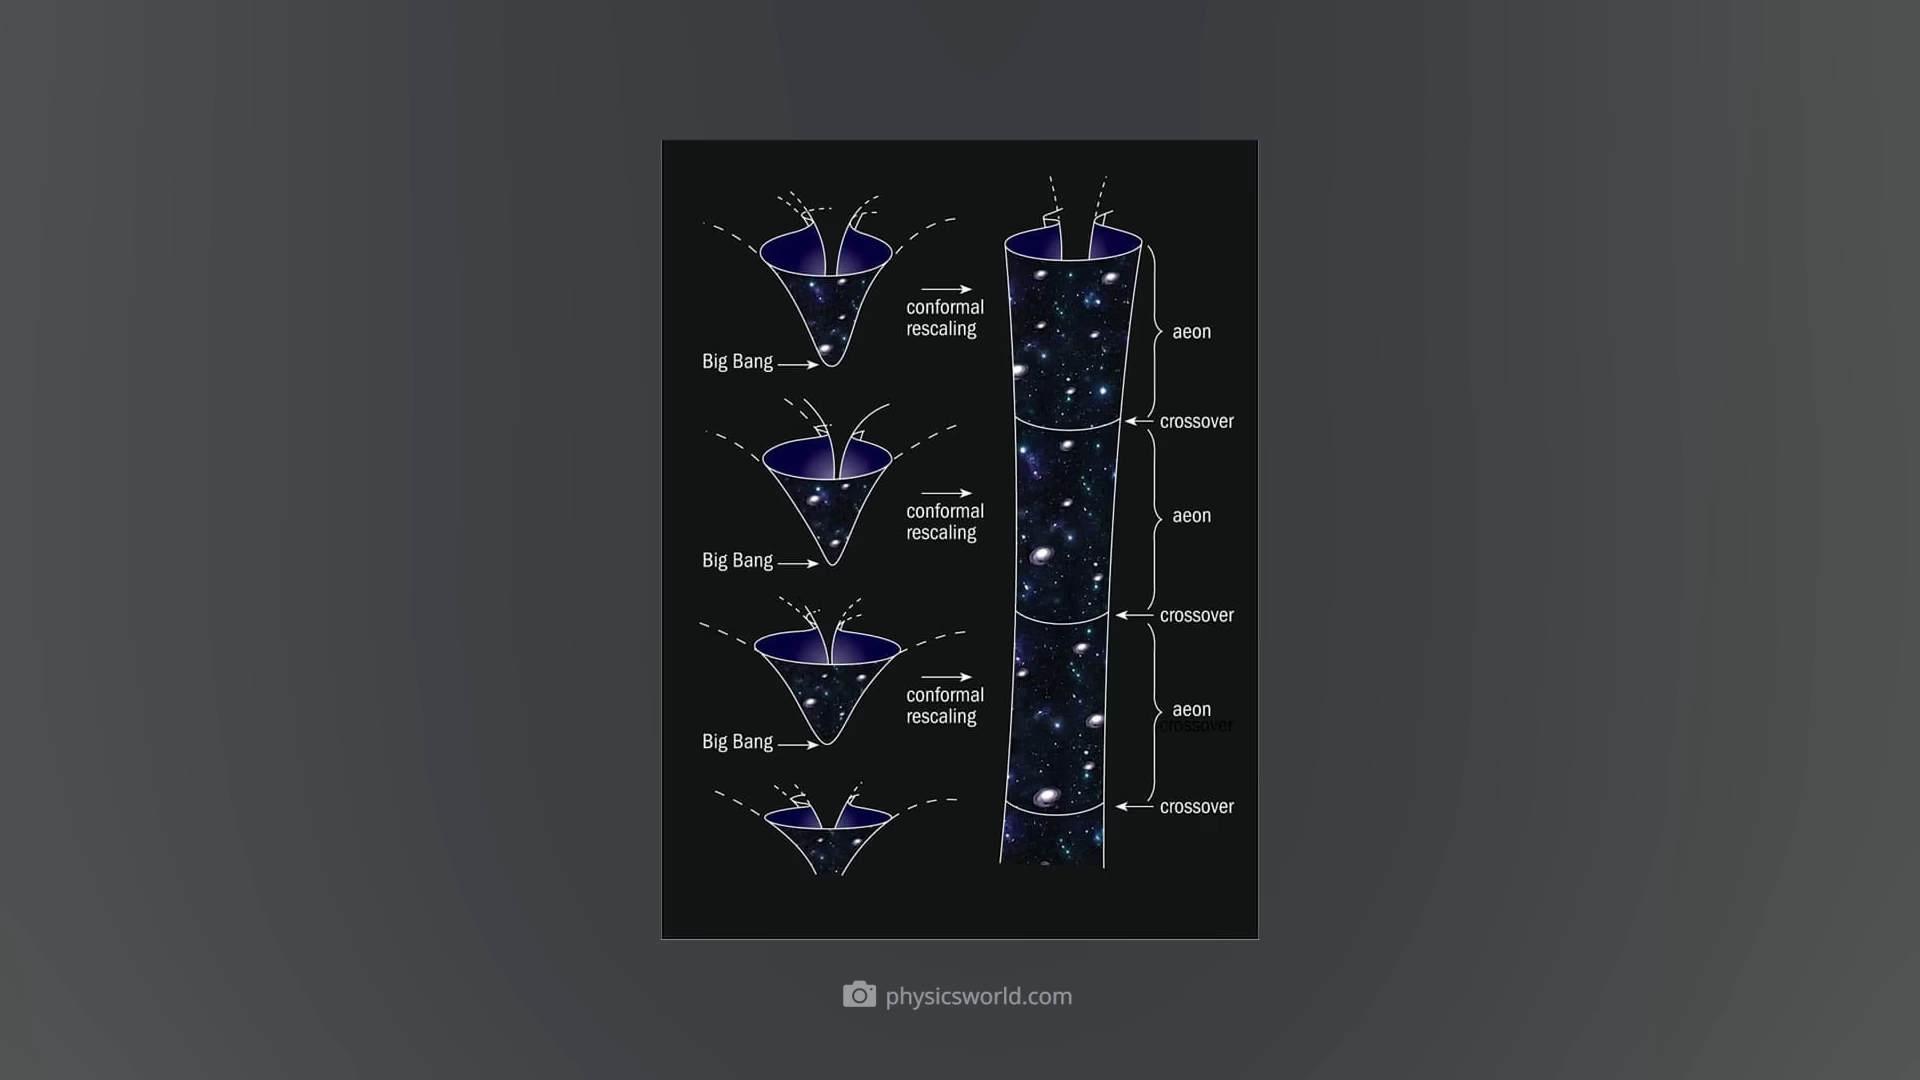 conformal
rescaling
Big Bang
aeon
crossover
conformal
rescaling
Big Bang
aeon
crossover
conformal
rescaling
Big Bang
aeon
crossover
crossover
physicsworld.com